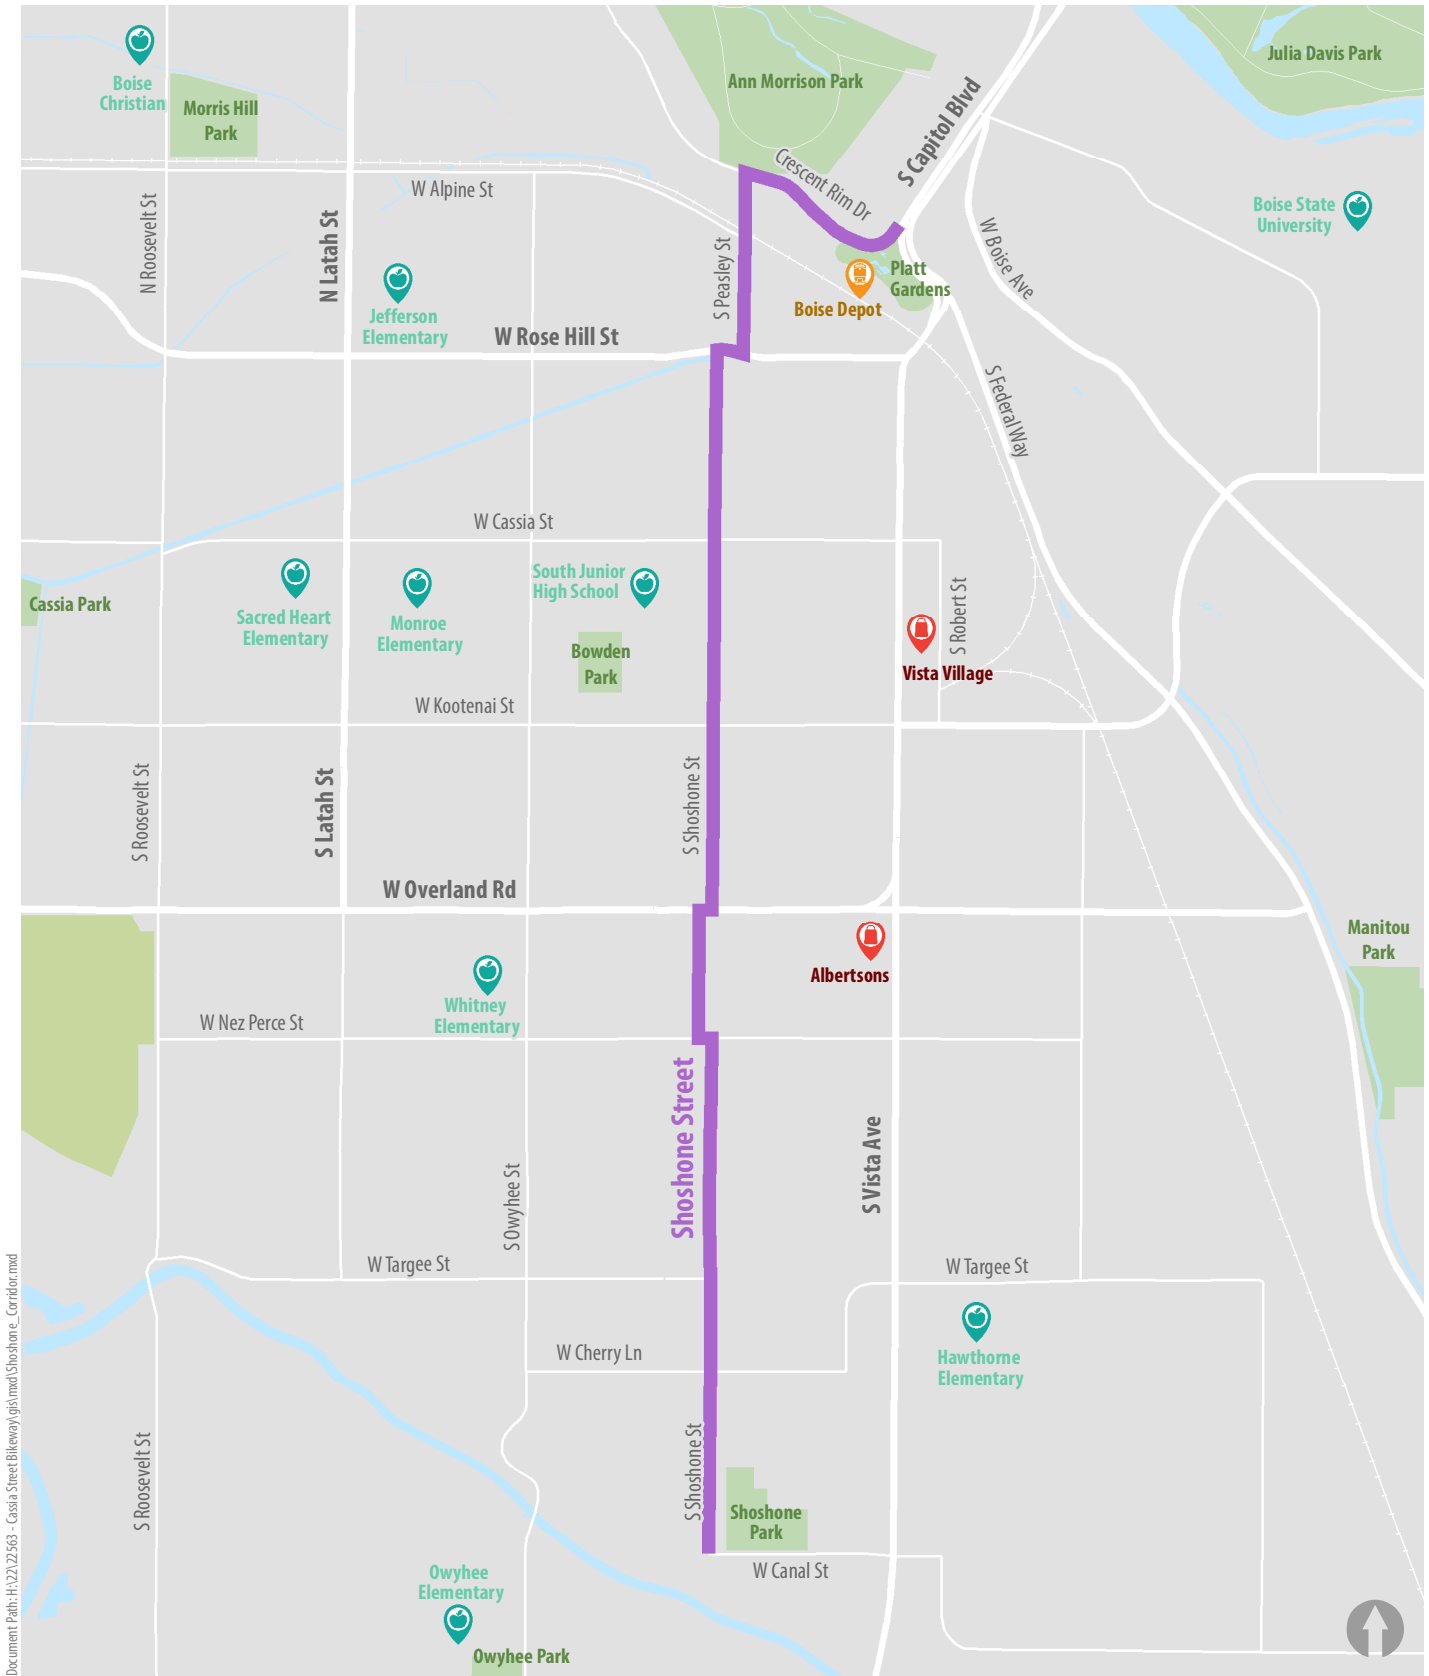 Boise
Christian
Morris Hill
Park
Ann Morrison Park
Julia Davis Park
S Capitol Blvd
Crescent Rim Dr
W Alpine St
N Roosevelt St
N Latah St
Boise State
University
W Boise Ave
S Peasley St
Platt
Gardens
Boise Depot
Jefferson
Elementary
W Rose Hill St
S Federal Way
W Cassia St
South Junior
High School
Cassia Park
Sacred Heart
Elementary
Monroe
Elementary
Bowden
Park
S Robert St
Vista Village
W Kootenai St
S Roosevelt St
S Latah St
S Shoshone St
W Overland Rd
Manitou
Park
Albertsons
Whitney
Elementary
W Nez Perce St
Shoshone Street
S Owyhee St
S Vista Ave
W Targee St
W Targee St
W Cherry Ln
Hawthorne
Elementary
S Roosevelt St
S Shoshone St
Shoshone
Park
W Canal St
Owyhee
Elementary
Owyhee Park
Document Path: H:\22\22563 - Cassia Street Bikeway\gis\mxd\Shoshone_Corridor.mxd